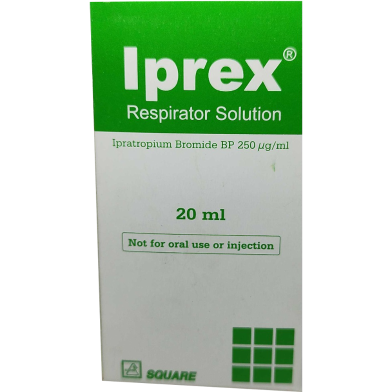 Iprex®
Respirator Solution
Ipratropium Bromide BP 250 µg/ml
20 ml
Not for oral use or injection
SQUARE